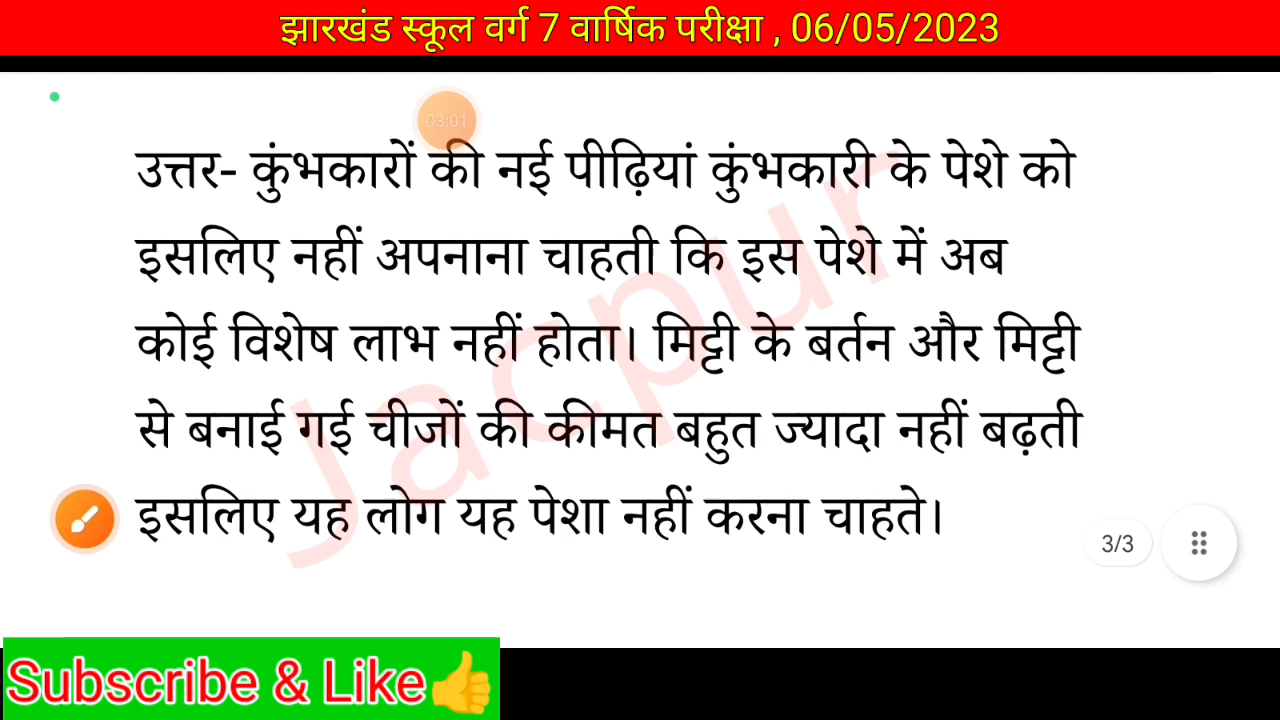 झारखंड स्कूल वर्ग 7 वार्षिक परीक्षा , 06/05/2023
03:01
उत्तर- कुंभकारों की नई पीढ़ियां कुंभकारी के पेशे को
इसलिए नहीं अपनाना चाहती कि इस पेशे में अब
कोई विशेष लाभ नहीं होता। मिट्टी के बर्तन और मिट्टी
से बनाई गई चीजों की कीमत बहुत ज्यादा नहीं बढ़ती
इसलिए यह लोग यह पेशा नहीं करना चाहते।
Jacpur
3/3
Subscribe & Like